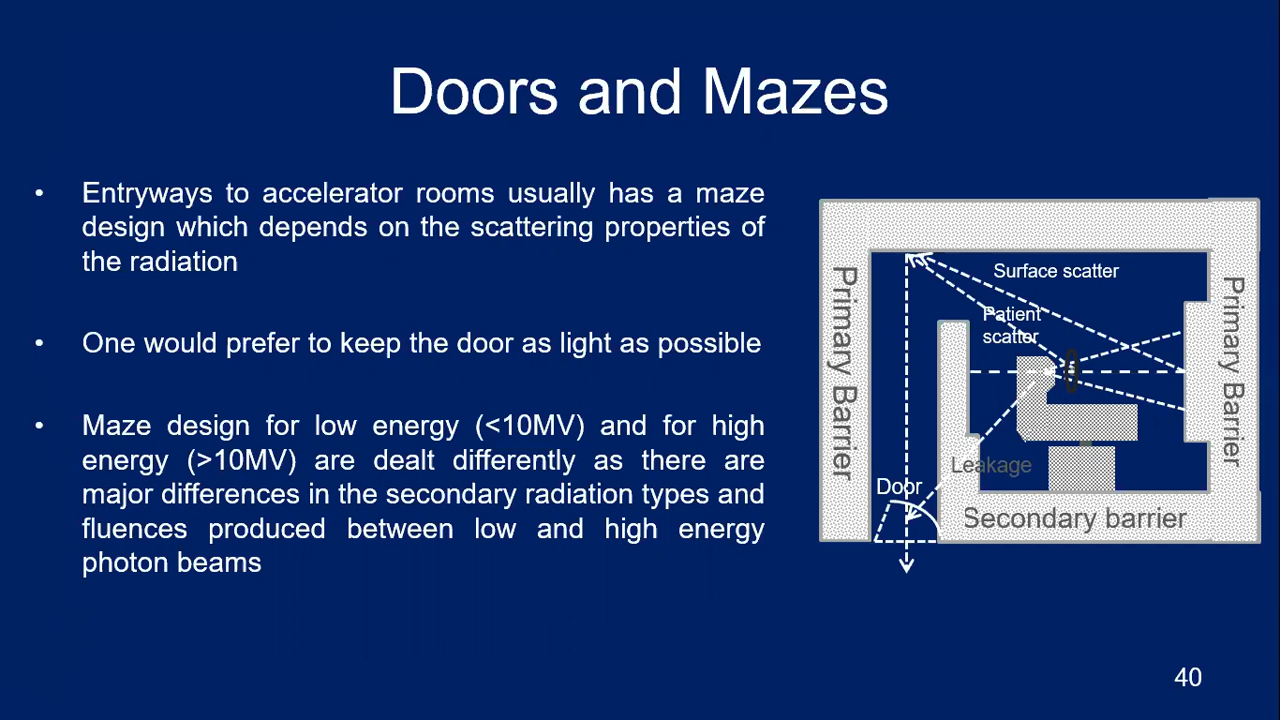 Doors and Mazes
• Entryways to accelerator rooms usually has a maze
design which depends on the scattering properties of
the radiation
• One would prefer to keep the door as light as possible
• Maze design for low energy (<10MV) and for high
energy (>10MV) are dealt differently as there are
major differences in the secondary radiation types and
fluences produced between low and high energy
photon beams
Primary Barrier
Surface scatter
Patient
scatter
Primary Barrier
Leakage
Door
Secondary barrier
40